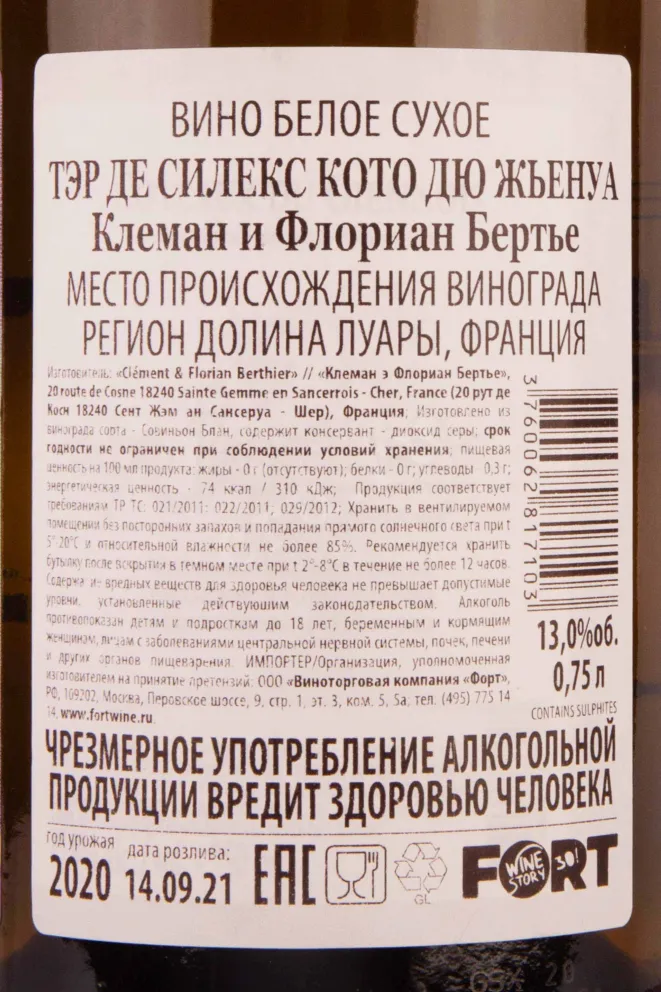 ВИНО БЕЛОЕ СУХОЕ
ТЭР ДЕ СИЛЕКС КОТО ДЮ ЖЬЕНУА
Клеман и Флориан Бертье
МЕСТО ПРОИСХОЖДЕНИЯ ВИНОГРАДА
РЕГИОН ДОЛИНА ЛУАРЫ, ФРАНЦИЯ
Изготовитель: «Clément & Florian Berthier» // «Клеман э Флориан Бертье»,
20 route de Cosne 18240 Sainte Gemme en Sancerrois - Cher, France (20 рут де
Косн 18240 Сент Жэм ан Сансеруа - Шер), Франция; Изготовлено из
винограда сорта - Совиньон Блан, содержит консервант - диоксид серы; срок
годности не ограничен при соблюдении условий хранения; пищевая
ценность на 100 мл продукта: жиры - 0 г (отсутствуют); белки - 0 г; углеводы - 0,3 г;
энергетическая ценность - 74 ккал / 310 кДж; Продукция соответствует
требованиям ТР ТС: 021/2011; 022/2011; 029/2012; Хранить в вентилируемом
помещении без посторонних запахов и попадания прямого солнечного света при t
5°-20°С и относительной влажности не более 85%. Рекомендуется хранить
бутылку после вскрытия в темном месте при t 2°-8°С в течение не более 12 часов.
Содержание вредных веществ для здоровья человека не превышает допустимые
уровни, установленные действующим законодательством. Алкоголь
противопоказан детям и подросткам до 18 лет, беременным и кормящим
женщинам, лицам с заболеваниями центральной нервной системы, почек, печени
и других органов пищеварения. ИМПОРТЕР/Организация, уполномоченная
изготовителем на принятие претензий: ООО «Виноторговая компания «Форт»,
РФ, 109202, Москва, Перовское шоссе, 9, стр. 1, эт. 3, ком. 5, 5а; тел. (495) 775 14
14, www.fortwine.ru
3 760062 817103
13,0%об.
0,75 л
CONTAINS SULPHITES
ЧРЕЗМЕРНОЕ УПОТРЕБЛЕНИЕ АЛКОГОЛЬНОЙ
ПРОДУКЦИИ ВРЕДИТ ЗДОРОВЬЮ ЧЕЛОВЕКА
год урожая
2020
дата розлива:
14.09.21
EAC
GL
FORT
WINE STORY 30!